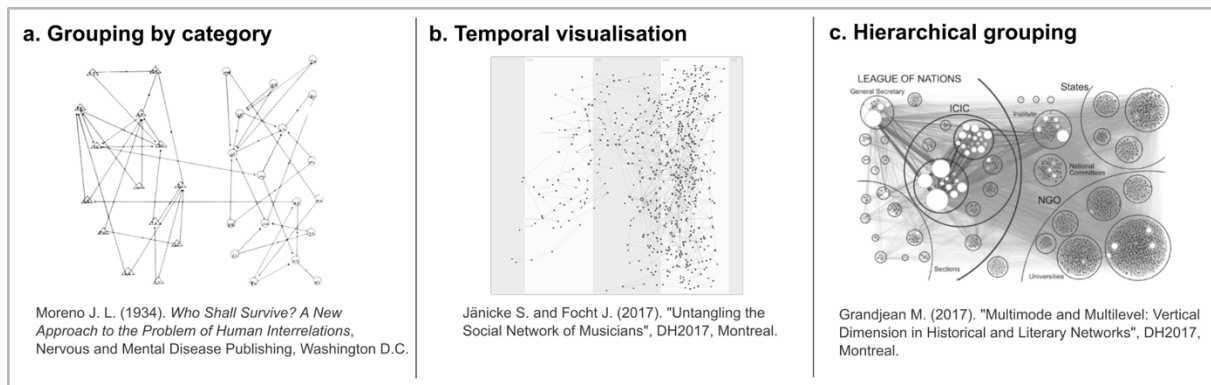 a. Grouping by category
Moreno J. L. (1934). Who Shall Survive? A New
Approach to the Problem of Human Interrelations,
Nervous and Mental Disease Publishing, Washington D.C.
b. Temporal visualisation
Jänicke S. and Focht J. (2017). "Untangling the
Social Network of Musicians", DH2017, Montreal.
c. Hierarchical grouping
LEAGUE OF NATIONS
General Secretary
ICIC
Institute
States
National
Committees
NGO
Sections
Universities
Grandjean M. (2017). "Multimode and Multilevel: Vertical
Dimension in Historical and Literary Networks", DH2017,
Montreal.